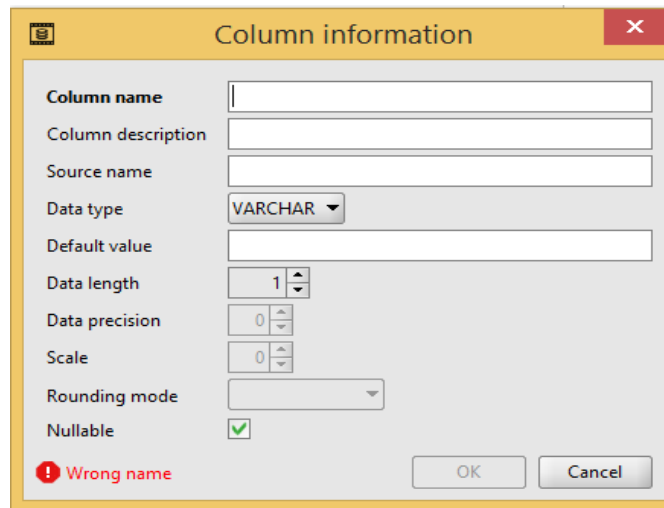 Column information
Column name
Column description
Source name
Data type VARCHAR
Default value
Data length 1
Data precision 0
Scale 0
Rounding mode
Nullable
Wrong name OK Cancel